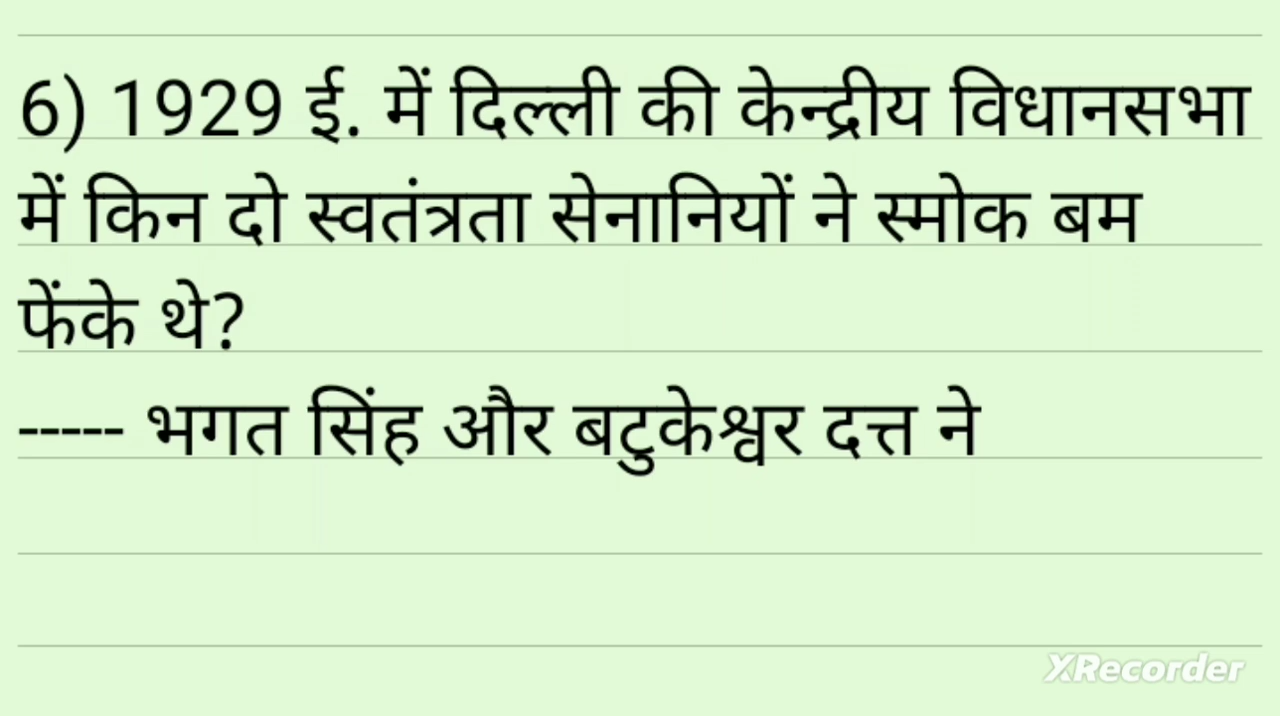 6) 1929 ई. में दिल्ली की केन्द्रीय विधानसभा
में किन दो स्वतंत्रता सेनानियों ने स्मोक बम
फेंके थे?
----- भगत सिंह और बटुकेश्वर दत्त ने
XRecorder